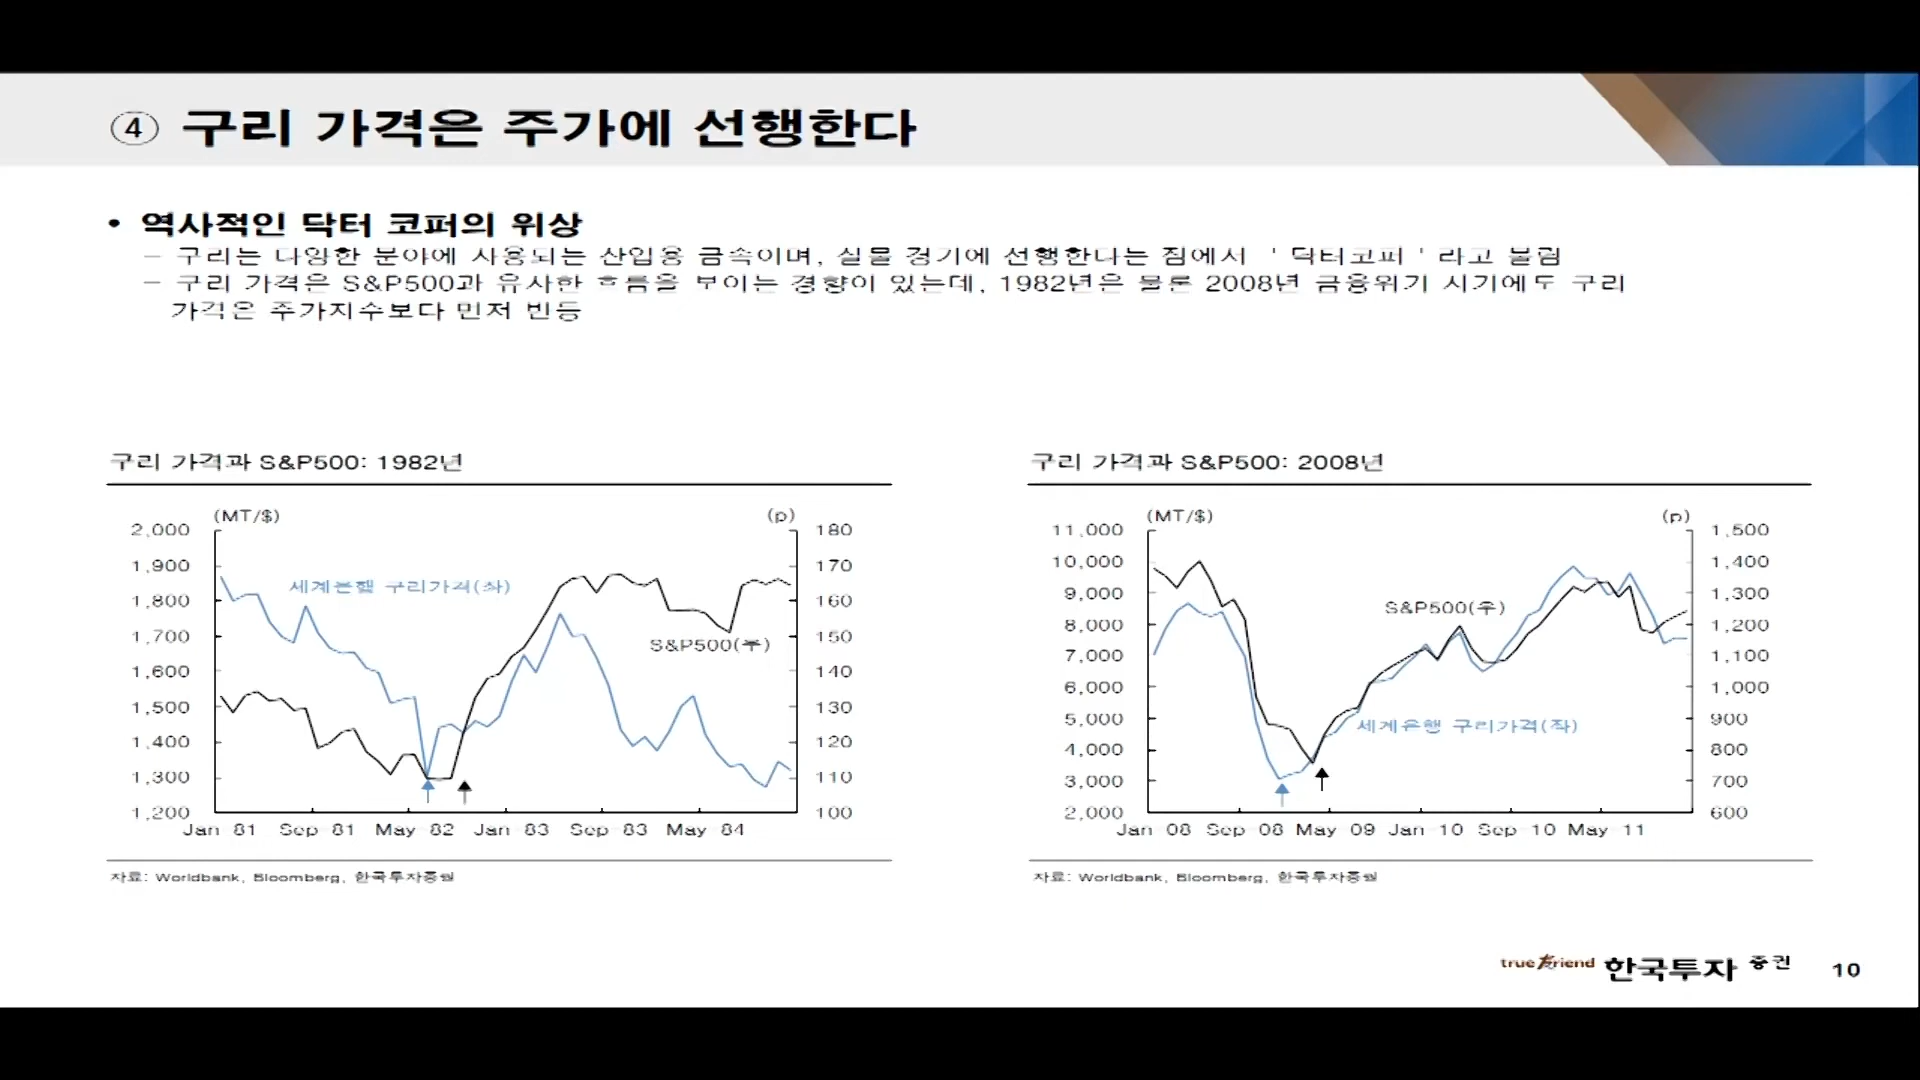 ④ 구리 가격은 주가에 선행한다
• 역사적인 닥터 코퍼의 위상
– 구리는 다양한 분야에 사용되는 산업용 금속이며, 실물 경기에 선행한다는 점에서 ' 닥터코퍼 ' 라고 불림
– 구리 가격은 S&P500과 유사한 흐름을 보이는 경향이 있는데, 1982년은 물론 2008년 금융위기 시기에도 구리
가격은 주가지수보다 먼저 반등
구리 가격과 S&P500: 1982년
(MT/$) (p)
2,000 180
1,900 170
세계은행 구리가격(좌)
1,800 160
1,700 150
S&P500(우)
1,600 140
1,500 130
1,400 120
1,300 110
1,200 100
Jan 81 Sep 81 May 82 Jan 83 Sep 83 May 84
자료: Worldbank, Bloomberg, 한국투자증권
구리 가격과 S&P500: 2008년
(MT/$) (p)
11,000 1,500
10,000 1,400
9,000 1,300
S&P500(우)
8,000 1,200
7,000 1,100
6,000 1,000
5,000 900
세계은행 구리가격(좌)
4,000 800
3,000 700
2,000 600
Jan 08 Sep 08 May 09 Jan 10 Sep 10 May 11
자료: Worldbank, Bloomberg, 한국투자증권
true friend 한국투자 증권 10